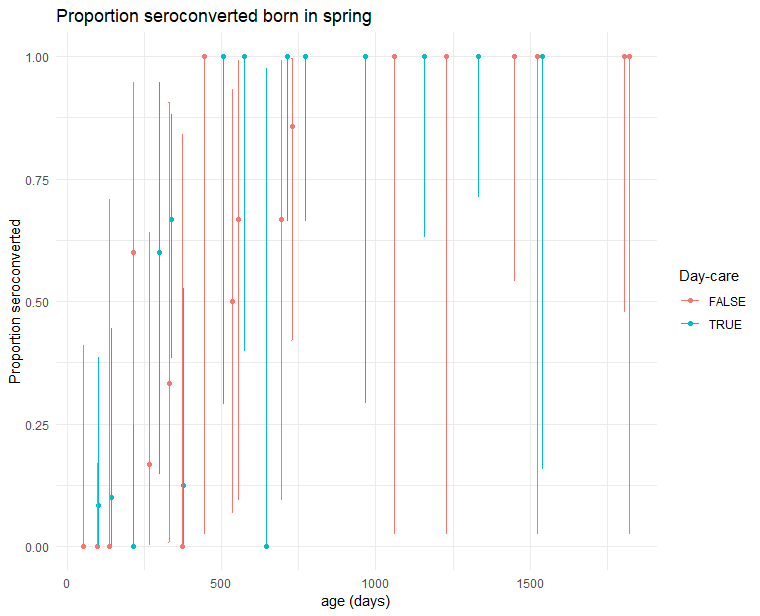 Proportion seroconverted born in spring
Proportion seroconverted
1.00
0.75
0.50
0.25
0.00
0
500
1000
1500
age (days)
Day-care
FALSE
TRUE